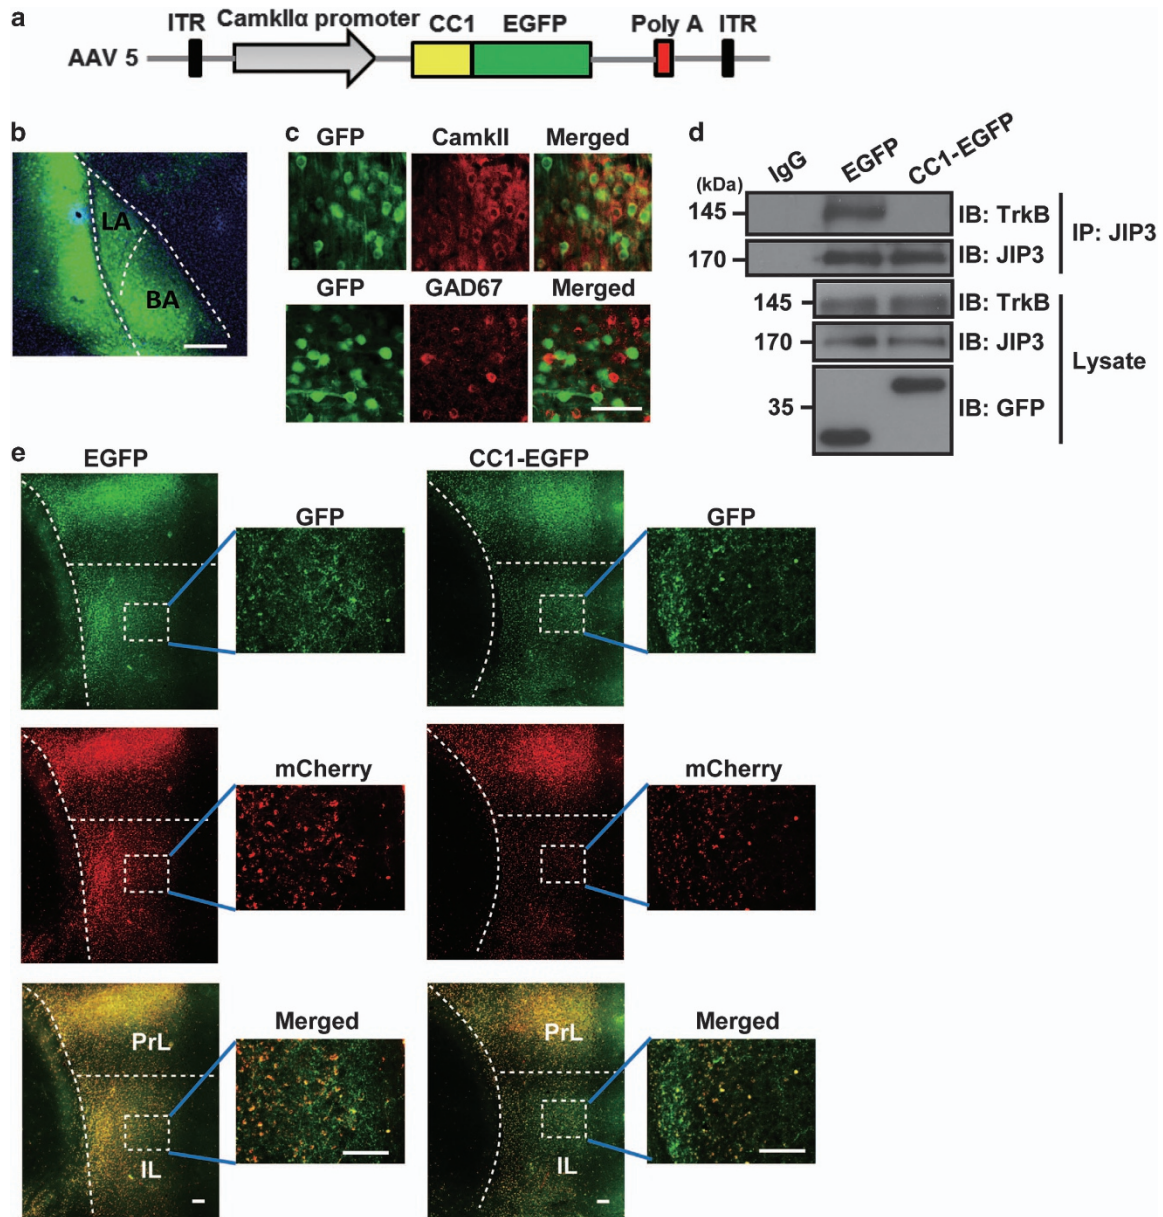 a
ITR CamkIIα promoter CC1 EGFP Poly A ITR
AAV 5
b
LA
BA
c
GFP CamkII Merged
GFP GAD67 Merged
d
IgG EGFP CC1-EGFP
(kDa)
145 IB: TrkB
IP: JIP3
170 IB: JIP3
145 IB: TrkB
170 IB: JIP3
Lysate
35 IB: GFP
e
EGFP CC1-EGFP
GFP GFP
mCherry mCherry
Merged Merged
PrL PrL
IL IL